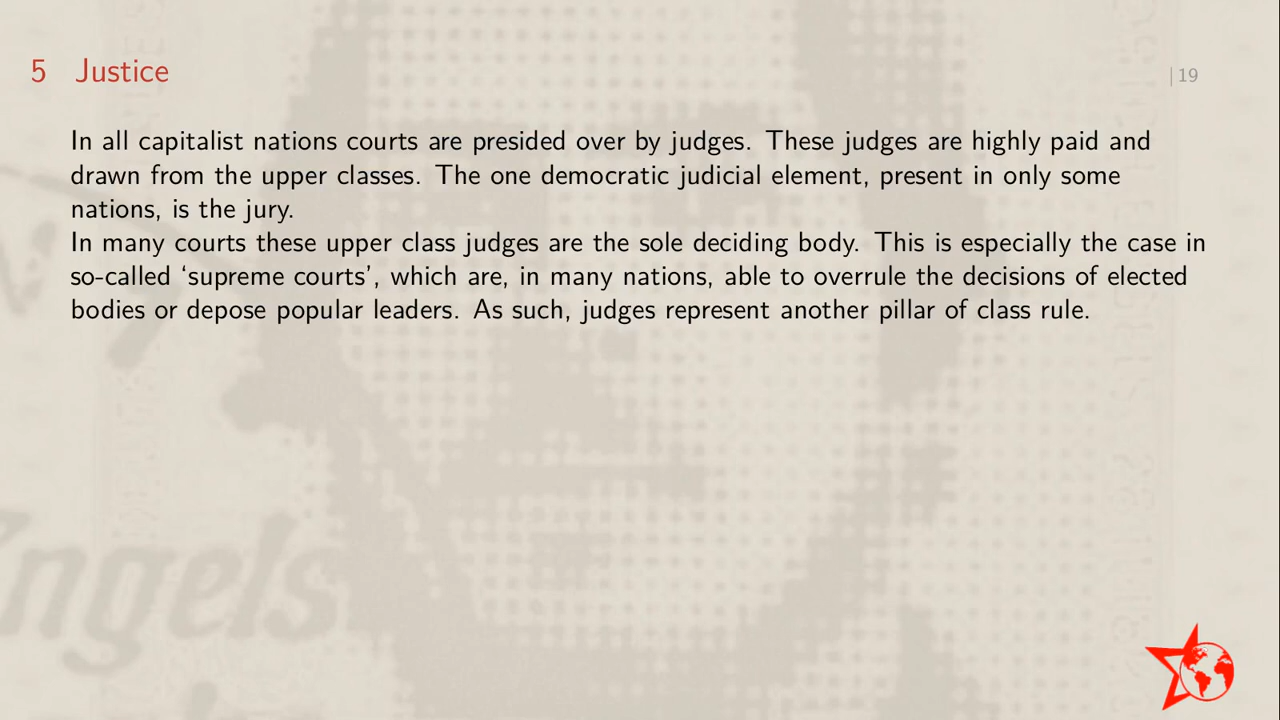 5 Justice
| 19
In all capitalist nations courts are presided over by judges. These judges are highly paid and
drawn from the upper classes. The one democratic judicial element, present in only some
nations, is the jury.
In many courts these upper class judges are the sole deciding body. This is especially the case in
so-called ‘supreme courts’, which are, in many nations, able to overrule the decisions of elected
bodies or depose popular leaders. As such, judges represent another pillar of class rule.
Engels